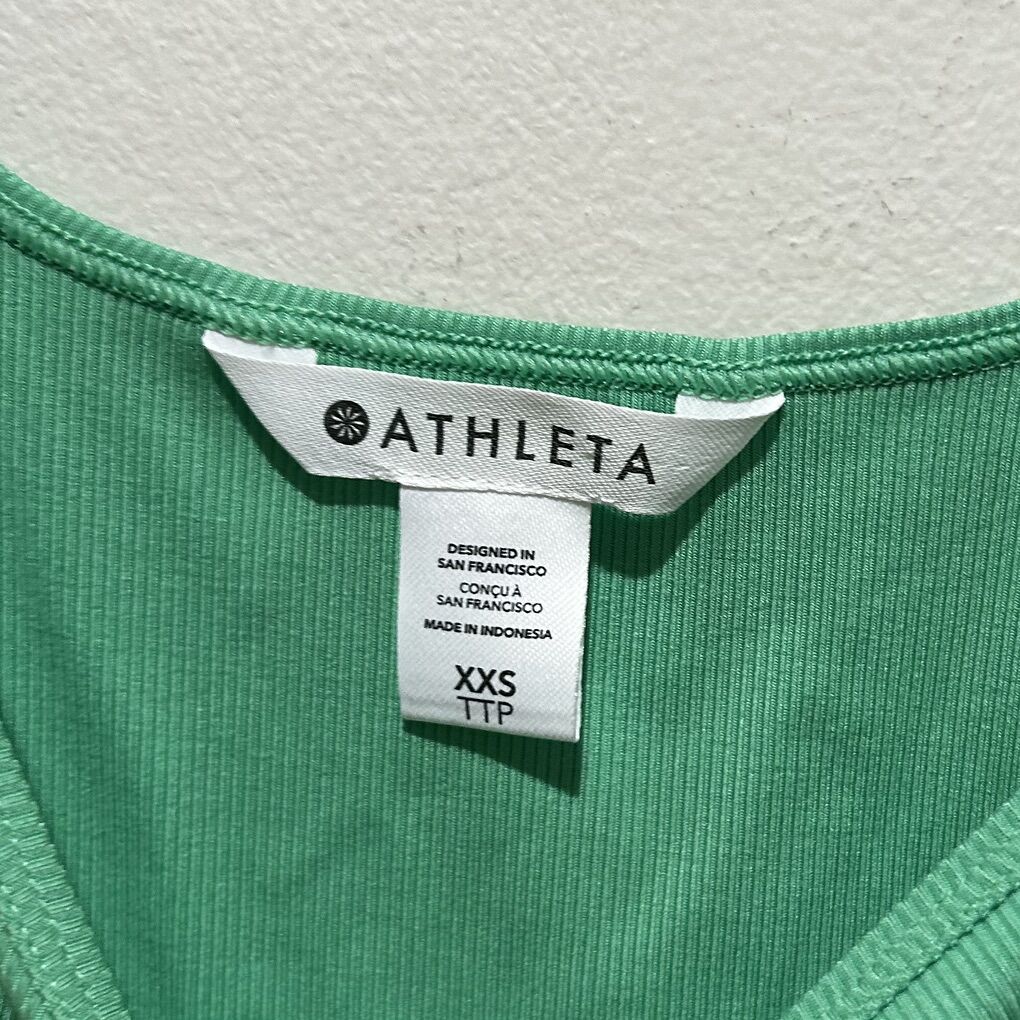 ATHLETA
DESIGNED IN
SAN FRANCISCO
CONÇU À
SAN FRANCISCO
MADE IN INDONESIA
XXS
TTP